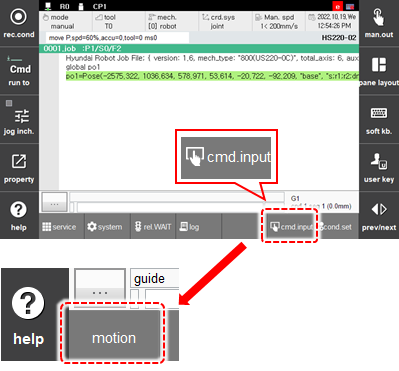 R0 CP1
mode
manual
tool
T0
mech.
[0] robot
crd.sys
joint
Man. spd
1< 200mm/s
2022,10,19,We
12:54:25 PM
rec.cond
man.out
move P,spd=60%,accu=0,tool=0 ms0
HS220-02
0001.job :P1/S0/F2
Hyundai Robot Job File: { version: 1,6, mech_type: "800(US220-0C)", total_axis: 6, aux
global po1
po1=Pose(-2575,322, 1036,634, 578,971, 53,614, -20,722, -92,209, "base", "s;r1;r2;dr
Cmd
run to
pane layout
jog inch.
soft kb.
property
user key
cmd.input
...
G1
(0.0mm)
help
service
system
rel.WAIT
log
cmd.input
cond.set
prev/next
help
...
guide
motion